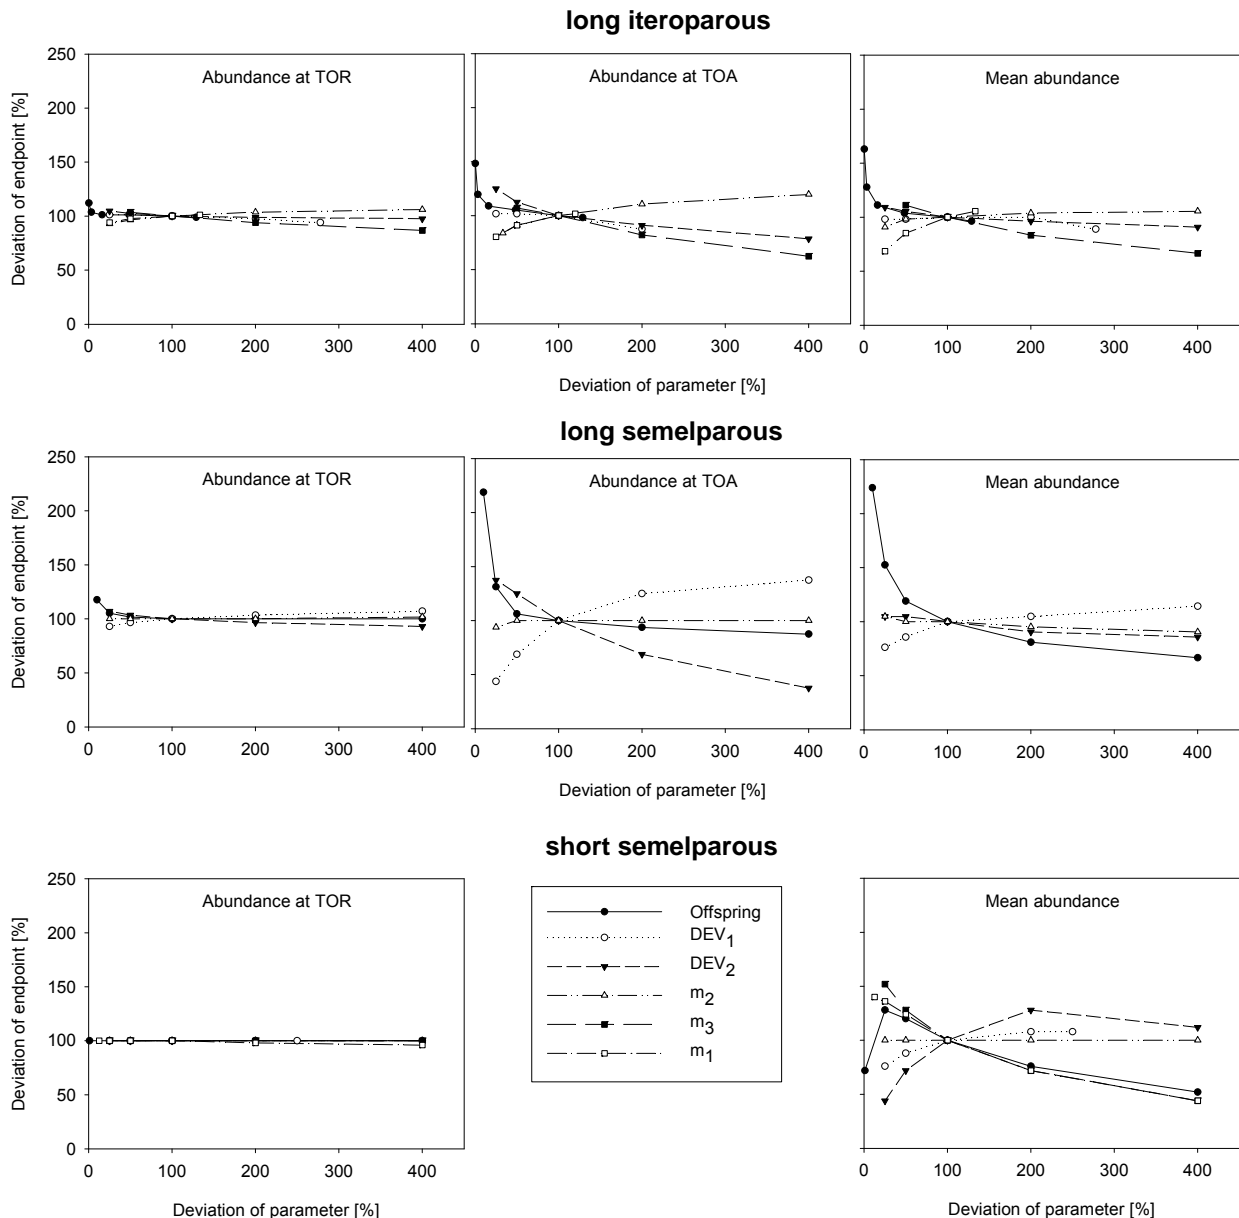 long iteroparous
Abundance at TOR
Abundance at TOA
Mean abundance
Deviation of endpoint [%]
250
200
150
100
50
0
0 100 200 300 400
0 100 200 300 400
0 100 200 300 400
Deviation of parameter [%]
long semelparous
Abundance at TOR
Abundance at TOA
Mean abundance
Deviation of endpoint [%]
250
200
150
100
50
0
0 100 200 300 400
0 100 200 300 400
0 100 200 300 400
Deviation of parameter [%]
short semelparous
Abundance at TOR
Mean abundance
Deviation of endpoint [%]
250
200
150
100
50
0
0 100 200 300 400
Deviation of parameter [%]
Offspring
DEV1
DEV2
m2
m3
m1
0 100 200 300 400
Deviation of parameter [%]